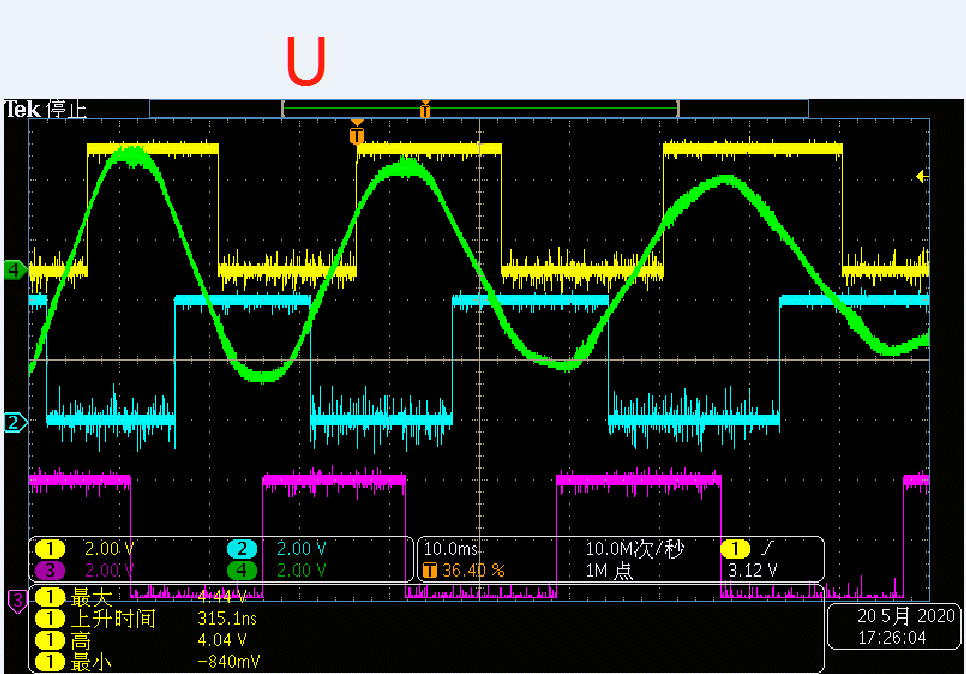 U
Tek 停止
T
T
4
2
3
1 2.00 V 2 2.00 V
3 2.00 V 4 2.00 V
10.0ms 10.0M次/秒 1 3.12 V
T 36.40 % 1M 点
1 最大 4.44 V
1 上升时间 315.1ns
1 高 4.04 V
1 最小 −840mV
20 5月 2020
17:26:04